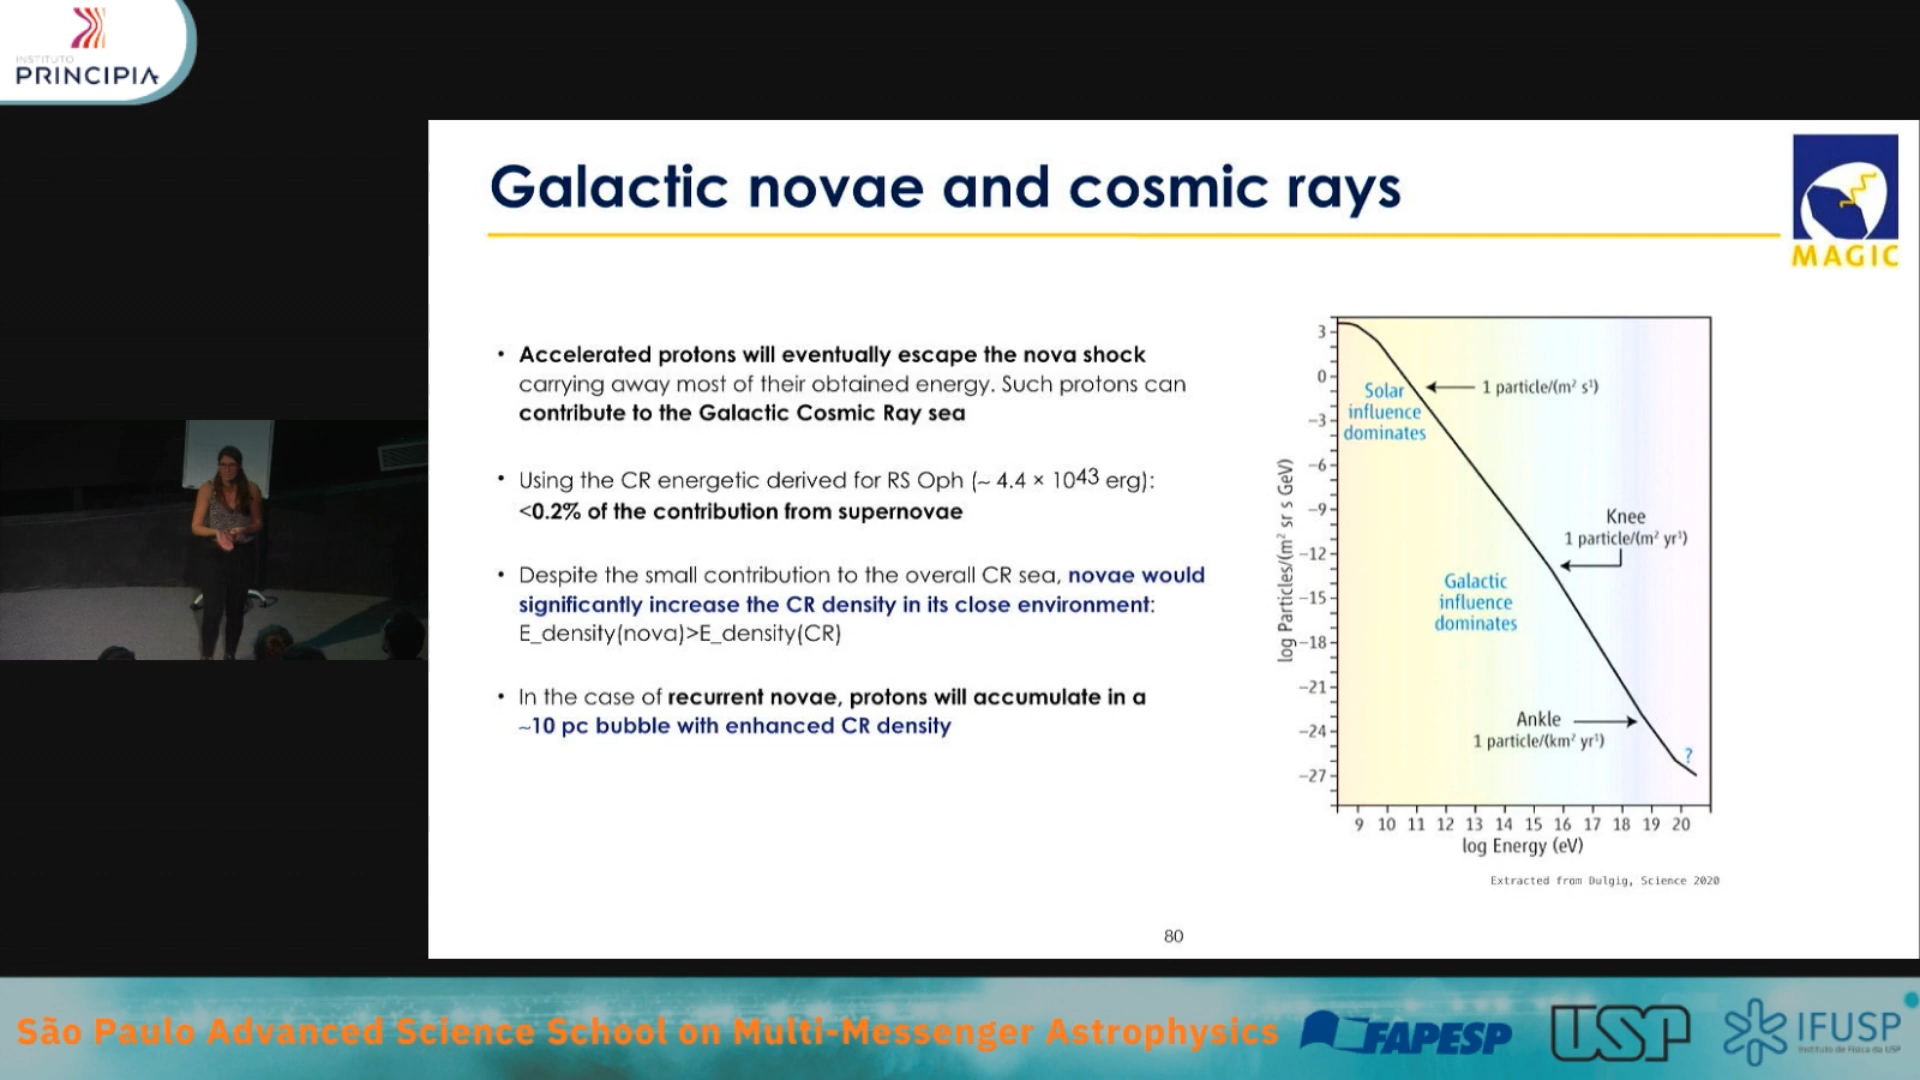 INSTITUTO
PRINCIPIA
Galactic novae and cosmic rays
MAGIC
• Accelerated protons will eventually escape the nova shock
carrying away most of their obtained energy. Such protons can
contribute to the Galactic Cosmic Ray sea
• Using the CR energetic derived for RS Oph (~ 4.4 × 10⁴³ erg):
<0.2% of the contribution from supernovae
• Despite the small contribution to the overall CR sea, novae would
significantly increase the CR density in its close environment:
E_density(nova)>E_density(CR)
• In the case of recurrent novae, protons will accumulate in a
~10 pc bubble with enhanced CR density
log Particles/(m² sr s GeV)
3
0
−3
−6
−9
−12
−15
−18
−21
−24
−27
Solar
influence
dominates
1 particle/(m² s¹)
Knee
1 particle/(m² yr¹)
Galactic
influence
dominates
Ankle
1 particle/(km² yr¹)
?
9 10 11 12 13 14 15 16 17 18 19 20
log Energy (eV)
Extracted from Dulgig, Science 2020
80
São Paulo Advanced Science School on Multi-Messenger Astrophysics
FAPESP
USP
IFUSP
Instituto de Física da USP